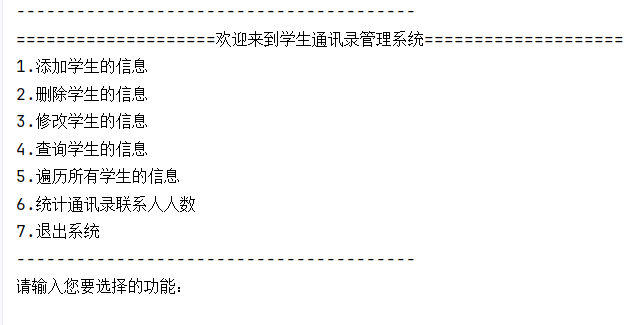 ----------------------------------------
====================欢迎来到学生通讯录管理系统====================
1.添加学生的信息
2.删除学生的信息
3.修改学生的信息
4.查询学生的信息
5.遍历所有学生的信息
6.统计通讯录联系人人数
7.退出系统
----------------------------------------
请输入您要选择的功能: